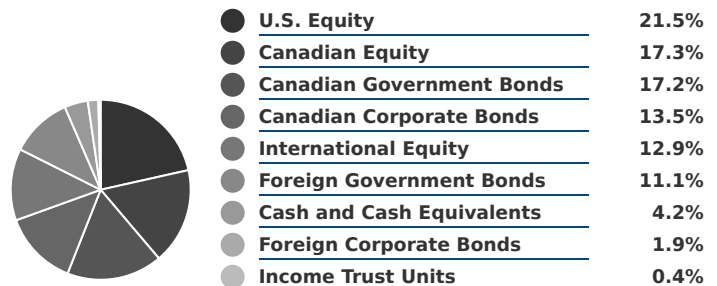 U.S. Equity 21.5%
Canadian Equity 17.3%
Canadian Government Bonds 17.2%
Canadian Corporate Bonds 13.5%
International Equity 12.9%
Foreign Government Bonds 11.1%
Cash and Cash Equivalents 4.2%
Foreign Corporate Bonds 1.9%
Income Trust Units 0.4%